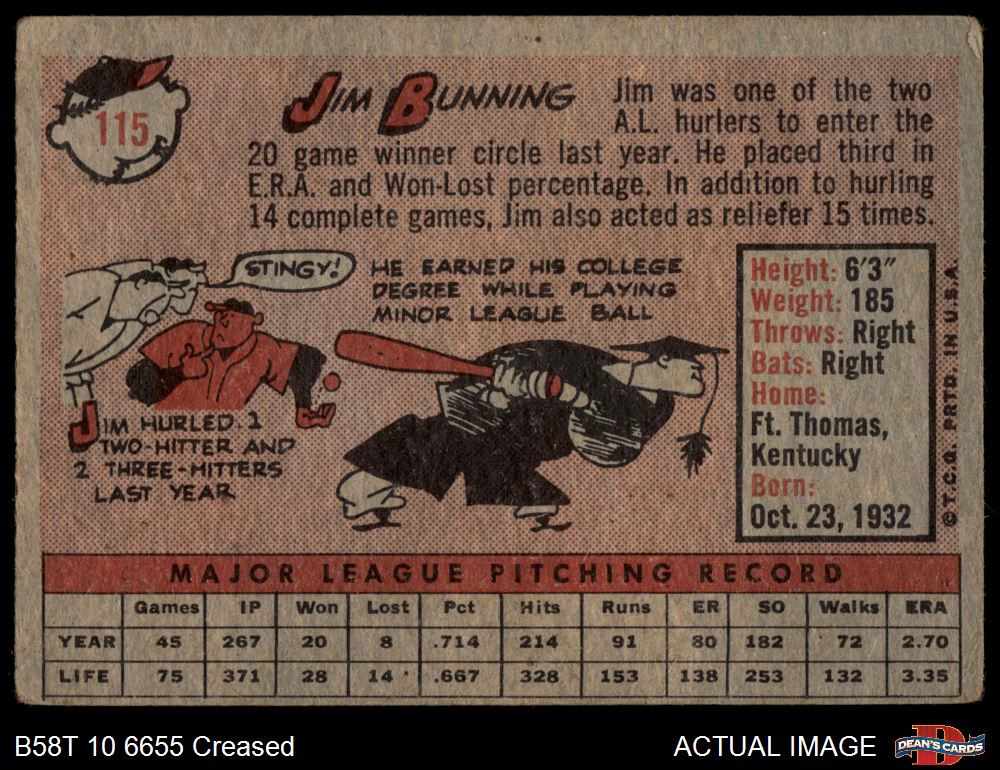 115
JIM BUNNING
Jim was one of the two
A.L. hurlers to enter the
20 game winner circle last year. He placed third in
E.R.A. and Won-Lost percentage. In addition to hurling
14 complete games, Jim also acted as reliefer 15 times.
STINGY!
JIM HURLED 1
TWO-HITTER AND
2 THREE-HITTERS
LAST YEAR
HE EARNED HIS COLLEGE
DEGREE WHILE PLAYING
MINOR LEAGUE BALL
Height: 6'3"
Weight: 185
Throws: Right
Bats: Right
Home:
Ft. Thomas,
Kentucky
Born:
Oct. 23, 1932
© T.C.G. PRTD. IN U.S.A.
MAJOR LEAGUE PITCHING RECORD
Games IP Won Lost Pct Hits Runs ER SO Walks ERA
YEAR 45 267 20 8 .714 214 91 80 182 72 2.70
LIFE 75 371 28 14 .667 328 153 138 253 132 3.35
B58T 10 6655 Creased
ACTUAL IMAGE
DEAN'S CARDS